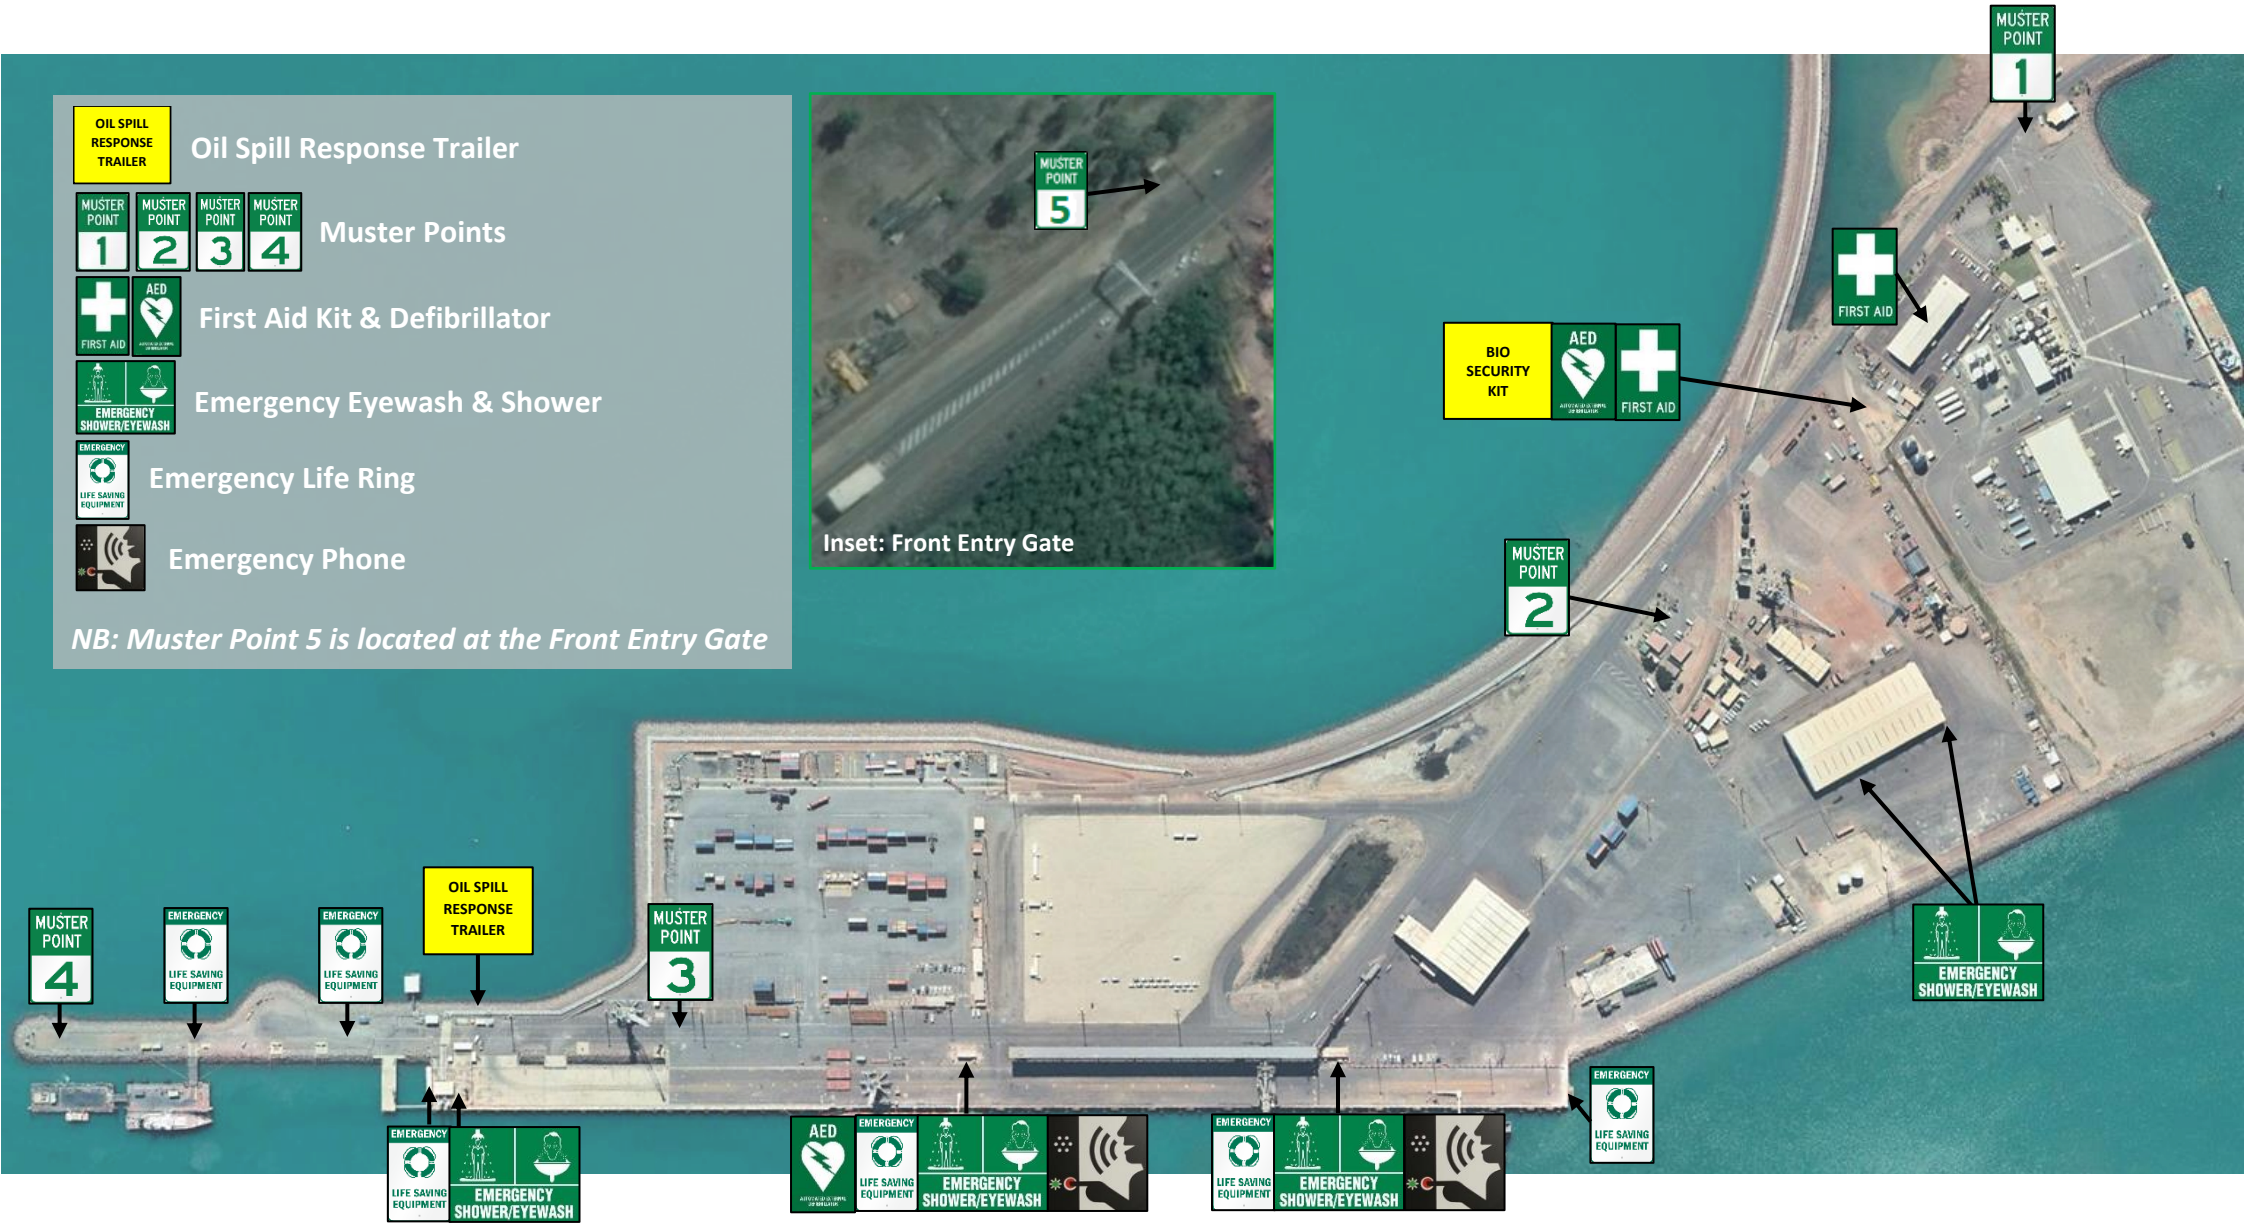 MUSTER
POINT
1
OIL SPILL
RESPONSE
TRAILER
Oil Spill Response Trailer
MUSTER
POINT
1
MUSTER
POINT
2
MUSTER
POINT
3
MUSTER
POINT
4
Muster Points
FIRST AID
AED
First Aid Kit & Defibrillator
EMERGENCY
SHOWER/EYEWASH
Emergency Eyewash & Shower
EMERGENCY
LIFE SAVING
EQUIPMENT
Emergency Life Ring
Emergency Phone
NB: Muster Point 5 is located at the Front Entry Gate
MUSTER
POINT
5
Inset: Front Entry Gate
FIRST AID
BIO
SECURITY
KIT
AED
AUTOMATED EXTERNAL
DEFIBRILLATOR
FIRST AID
MUSTER
POINT
2
MUSTER
POINT
4
EMERGENCY
LIFE SAVING
EQUIPMENT
EMERGENCY
LIFE SAVING
EQUIPMENT
OIL SPILL
RESPONSE
TRAILER
MUSTER
POINT
3
EMERGENCY
SHOWER/EYEWASH
EMERGENCY
LIFE SAVING
EQUIPMENT
EMERGENCY
SHOWER/EYEWASH
AED
AUTOMATED EXTERNAL
DEFIBRILLATOR
EMERGENCY
LIFE SAVING
EQUIPMENT
EMERGENCY
SHOWER/EYEWASH
EMERGENCY
LIFE SAVING
EQUIPMENT
EMERGENCY
SHOWER/EYEWASH
EMERGENCY
LIFE SAVING
EQUIPMENT